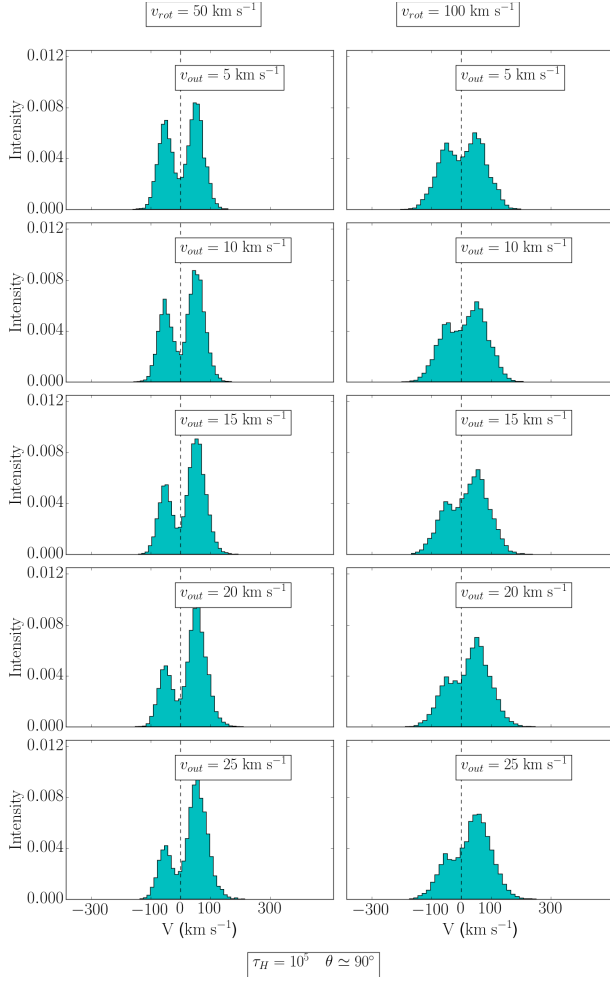 v_rot = 50 km s⁻¹ v_rot = 100 km s⁻¹
0.012
v_out = 5 km s⁻¹ v_out = 5 km s⁻¹
0.008
Intensity
0.004
0.000
0.012
v_out = 10 km s⁻¹ v_out = 10 km s⁻¹
0.008
Intensity
0.004
0.000
0.012
v_out = 15 km s⁻¹ v_out = 15 km s⁻¹
0.008
Intensity
0.004
0.000
0.012
v_out = 20 km s⁻¹ v_out = 20 km s⁻¹
0.008
Intensity
0.004
0.000
0.012
v_out = 25 km s⁻¹ v_out = 25 km s⁻¹
0.008
Intensity
0.004
0.000
−300 −100 0 100 300 −300 −100 0 100 300
V (km s⁻¹) V (km s⁻¹)
τ_H = 10⁵ θ ≃ 90°